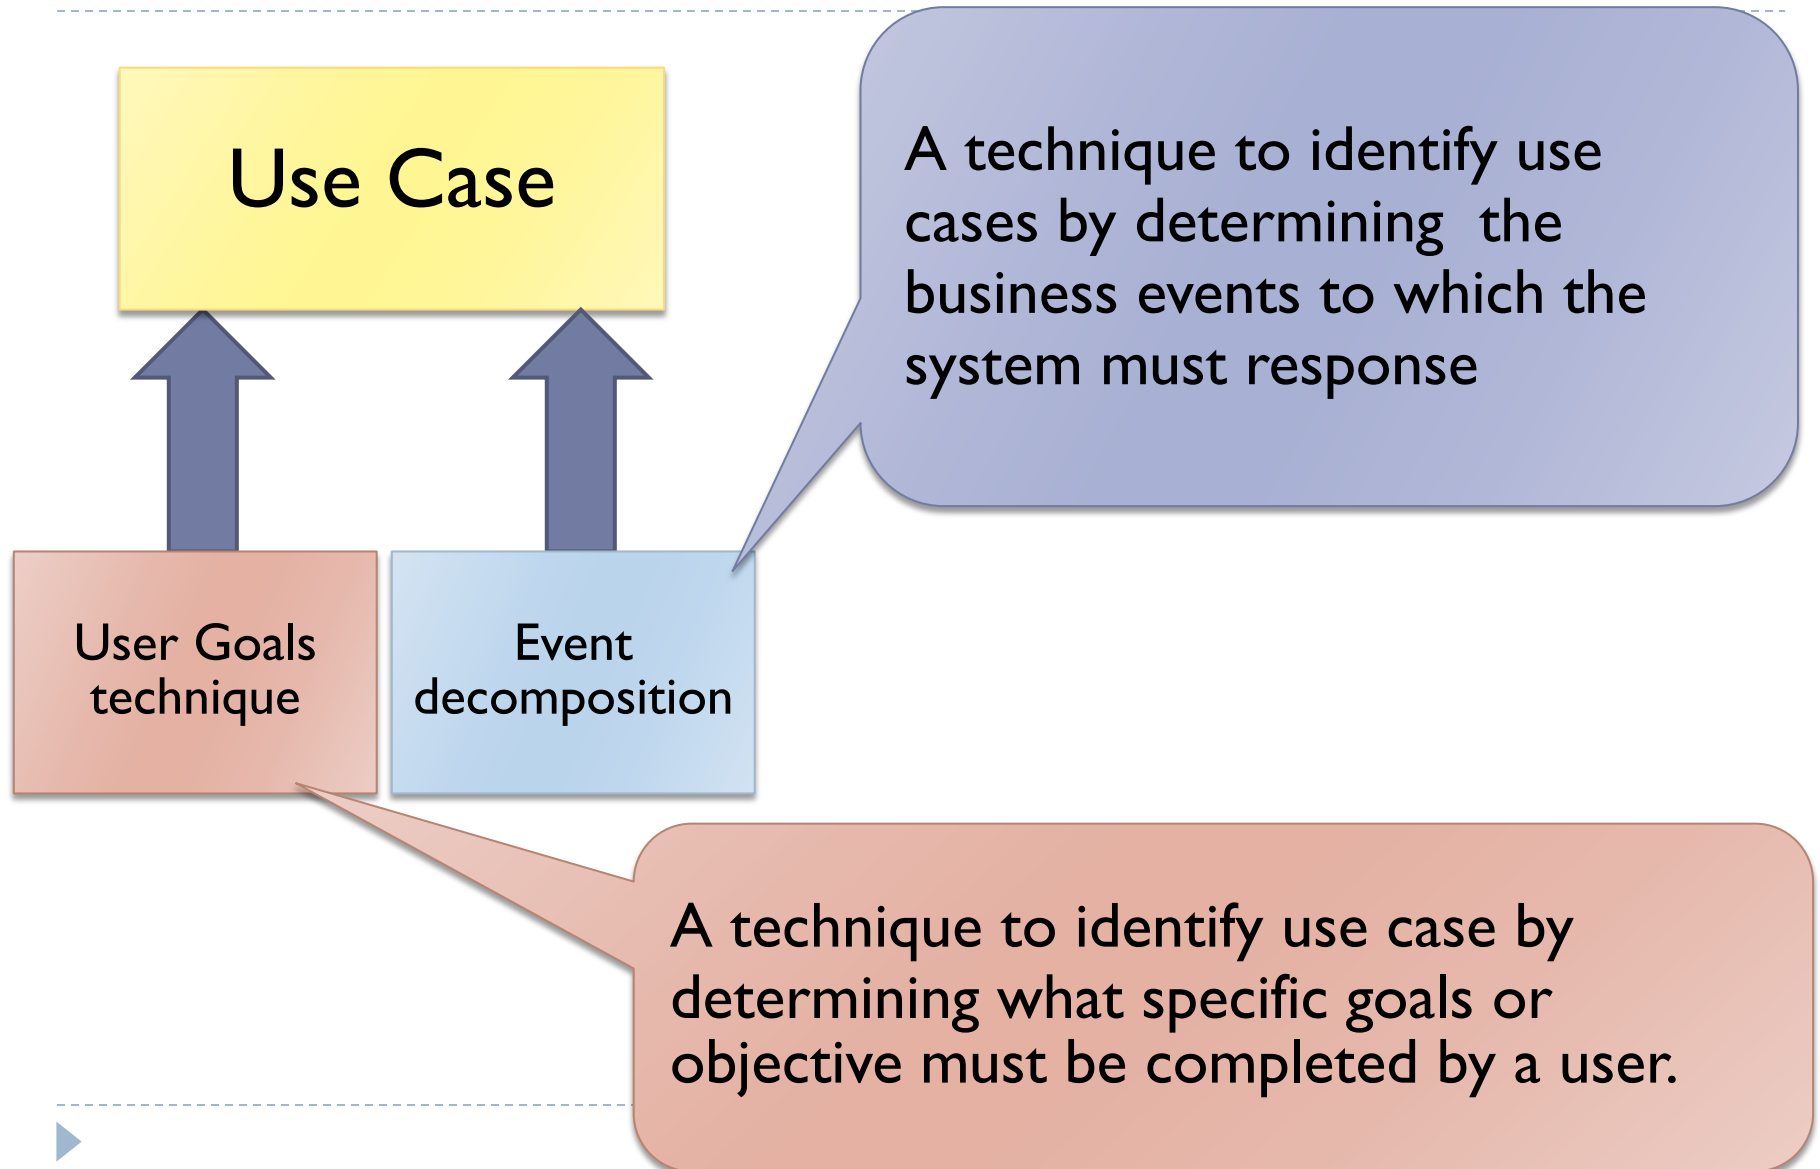 Use Case
A technique to identify use
cases by determining  the
business events to which the
system must response
User Goals
technique
Event
decomposition
A technique to identify use case by
determining what specific goals or
objective must be completed by a user.